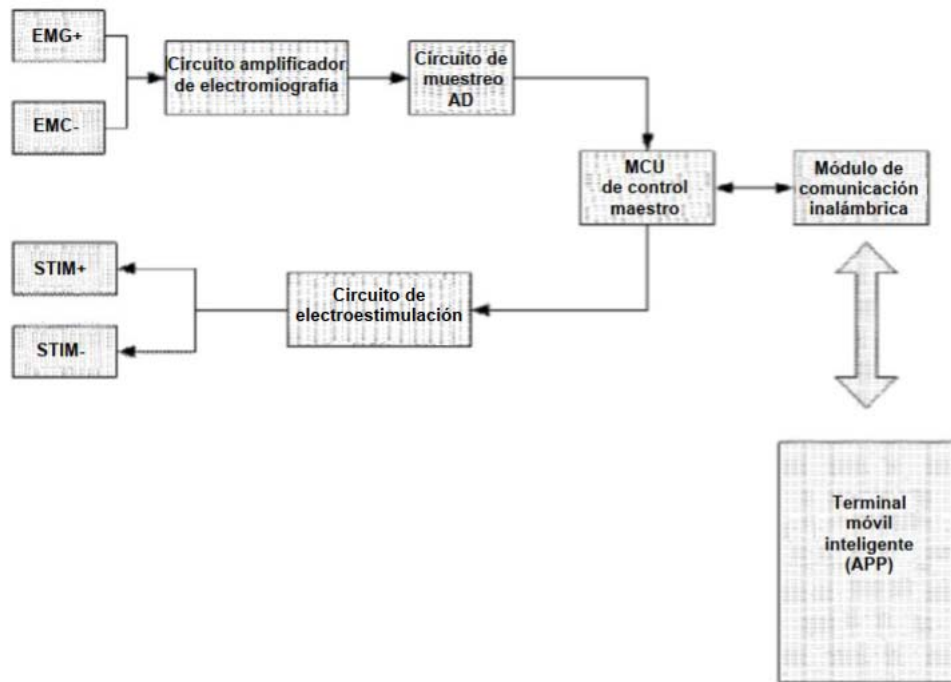 EMG+
Circuito amplificador
de electromiografía
Circuito de
muestreo
AD
EMC-
MCU
de control
maestro
Módulo de
comunicación
inalámbrica
STIM+
Circuito de
electroestimulación
STIM-
Terminal
móvil
inteligente
(APP)